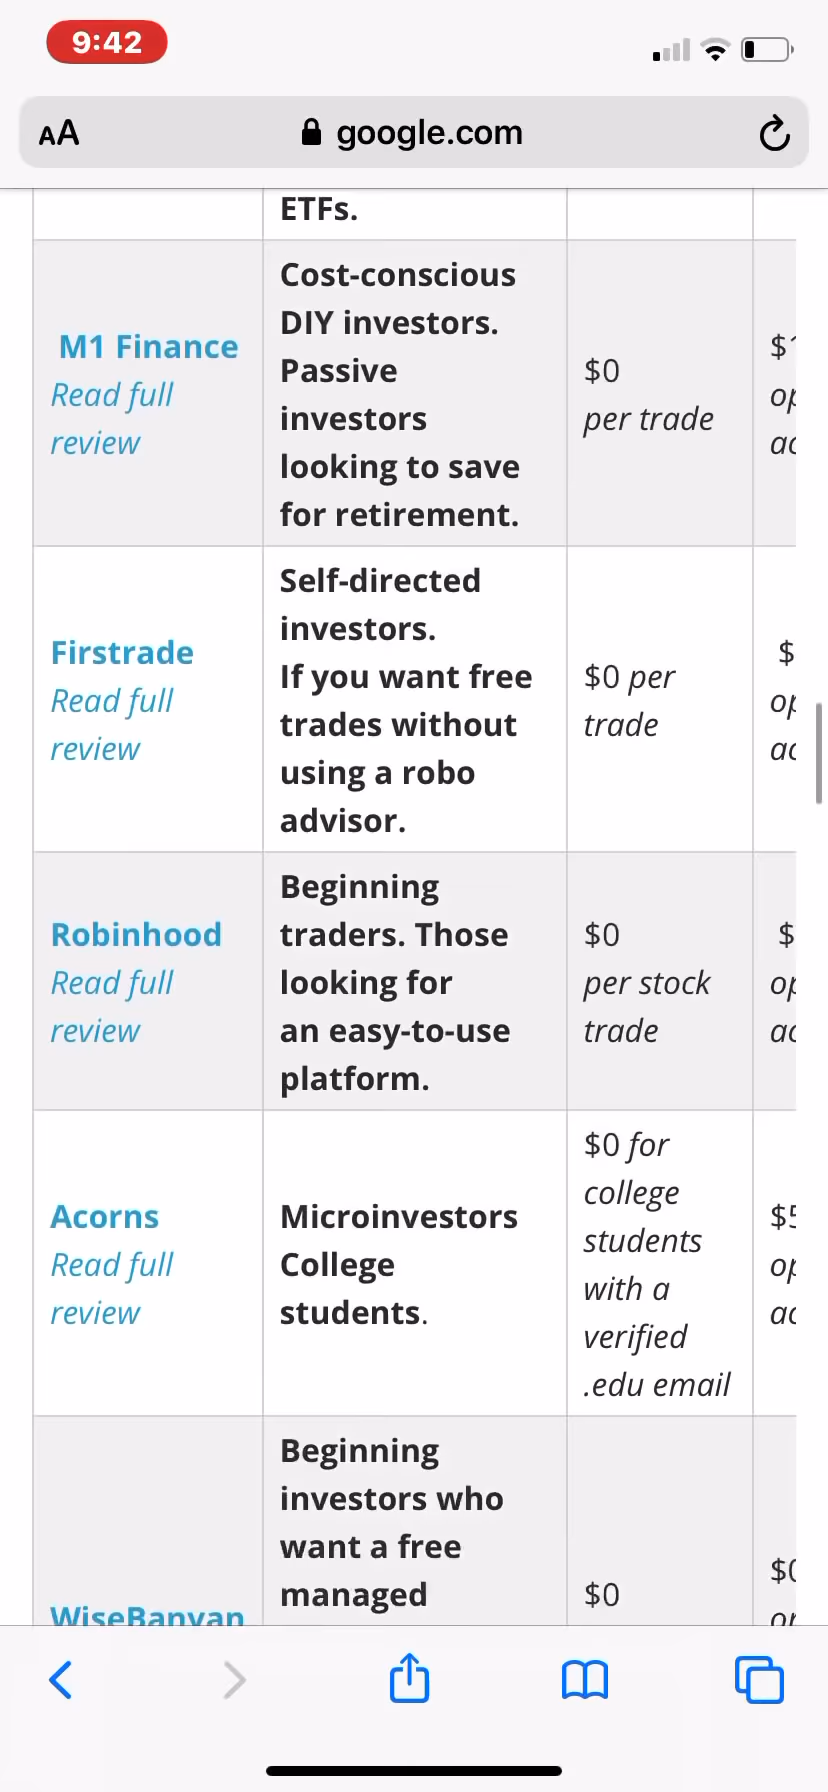 9:42
AA
google.com
ETFs.
M1 Finance
Read full
review
Cost-conscious
DIY investors.
Passive
investors
looking to save
for retirement.
$0
per trade
Firstrade
Read full
review
Self-directed
investors.
If you want free
trades without
using a robo
advisor.
$0 per
trade
$
Robinhood
Read full
review
Beginning
traders. Those
looking for
an easy-to-use
platform.
$0
per stock
trade
$
Acorns
Read full
review
Microinvestors
College
students.
$0 for
college
students
with a
verified
.edu email
WiseBanyan
Beginning
investors who
want a free
managed
$0